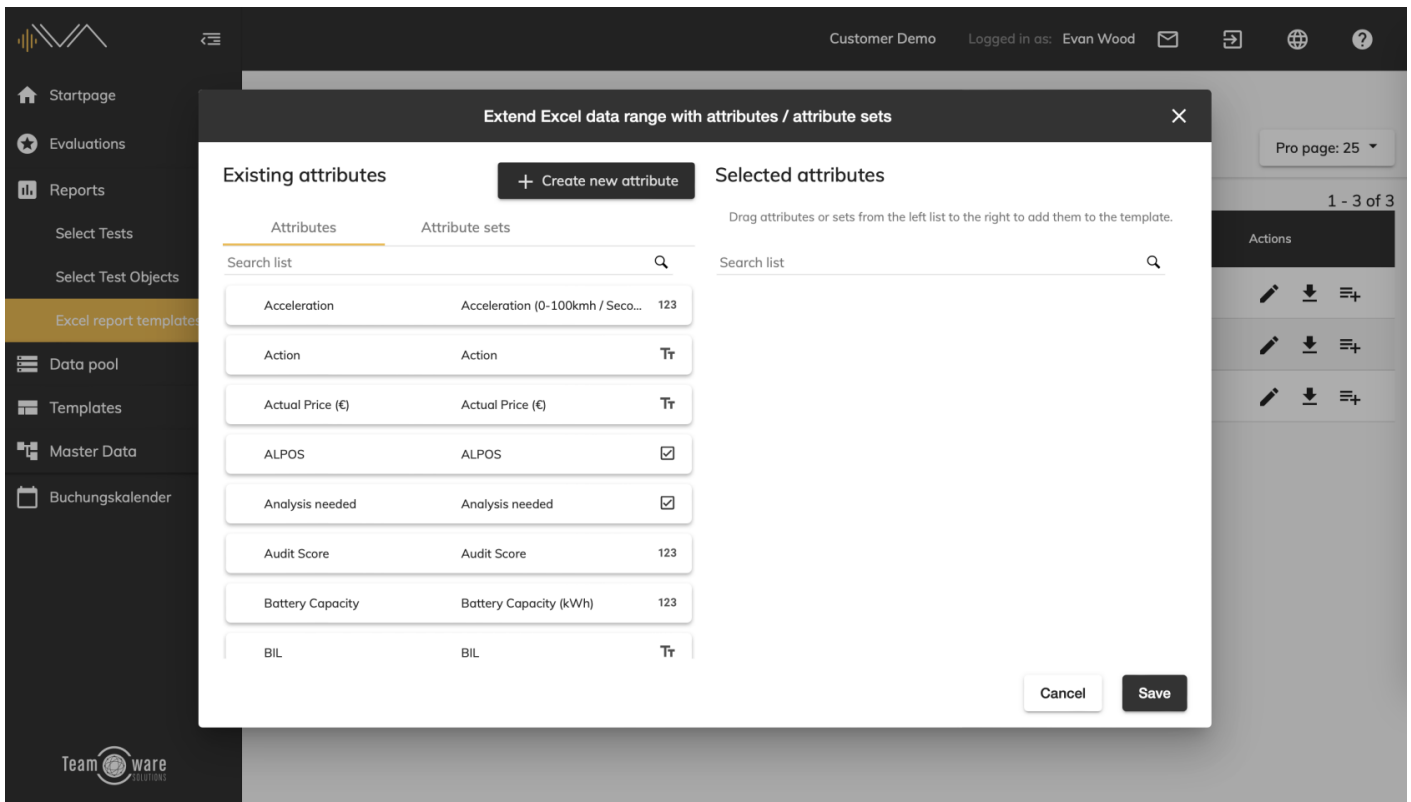 Customer Demo Logged in as: Evan Wood
Startpage
Evaluations
Reports
Select Tests
Select Test Objects
Excel report templates
Data pool
Templates
Master Data
Buchungskalender
Team ware
SOLUTIONS
Extend Excel data range with attributes / attribute sets
Existing attributes
+ Create new attribute
Attributes Attribute sets
Search list
Acceleration Acceleration (0-100kmh / Seco... 123
Action Action Tт
Actual Price (€) Actual Price (€) Tт
ALPOS ALPOS
Analysis needed Analysis needed
Audit Score Audit Score 123
Battery Capacity Battery Capacity (kWh) 123
BIL BIL Tт
Selected attributes
Drag attributes or sets from the left list to the right to add them to the template.
Search list
Cancel Save
Pro page: 25
1 - 3 of 3
Actions